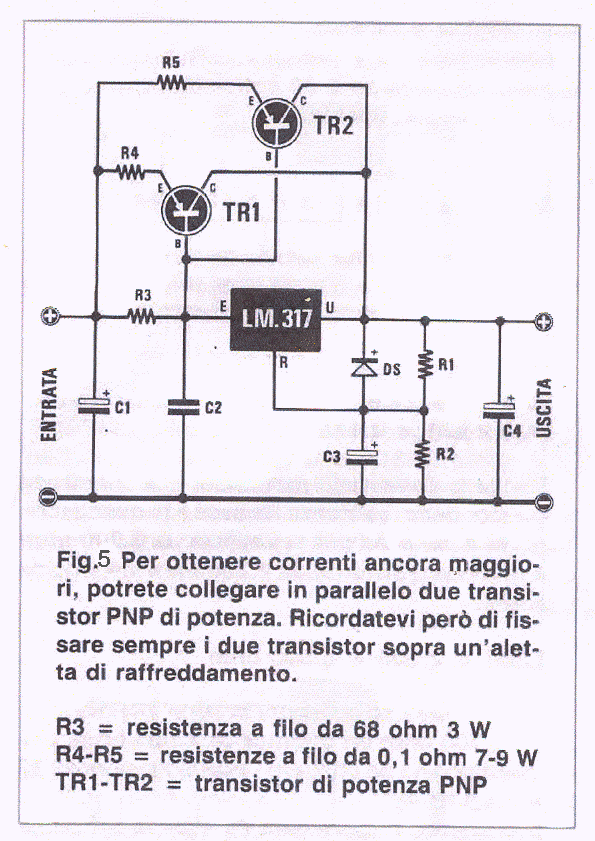 R5
E
C
TR2
B
R4
E
C
TR1
B
R3
E
LM.317
U
R
DS
R1
ENTRATA
C1
C2
C3
R2
C4
USCITA
Fig.5 Per ottenere correnti ancora maggio-
ri, potrete collegare in parallelo due transi-
stor PNP di potenza. Ricordatevi però di fis-
sare sempre i due transistor sopra un'alet-
ta di raffreddamento.
R3 = resistenza a filo da 68 ohm 3 W
R4-R5 = resistenze a filo da 0,1 ohm 7-9 W
TR1-TR2 = transistor di potenza PNP